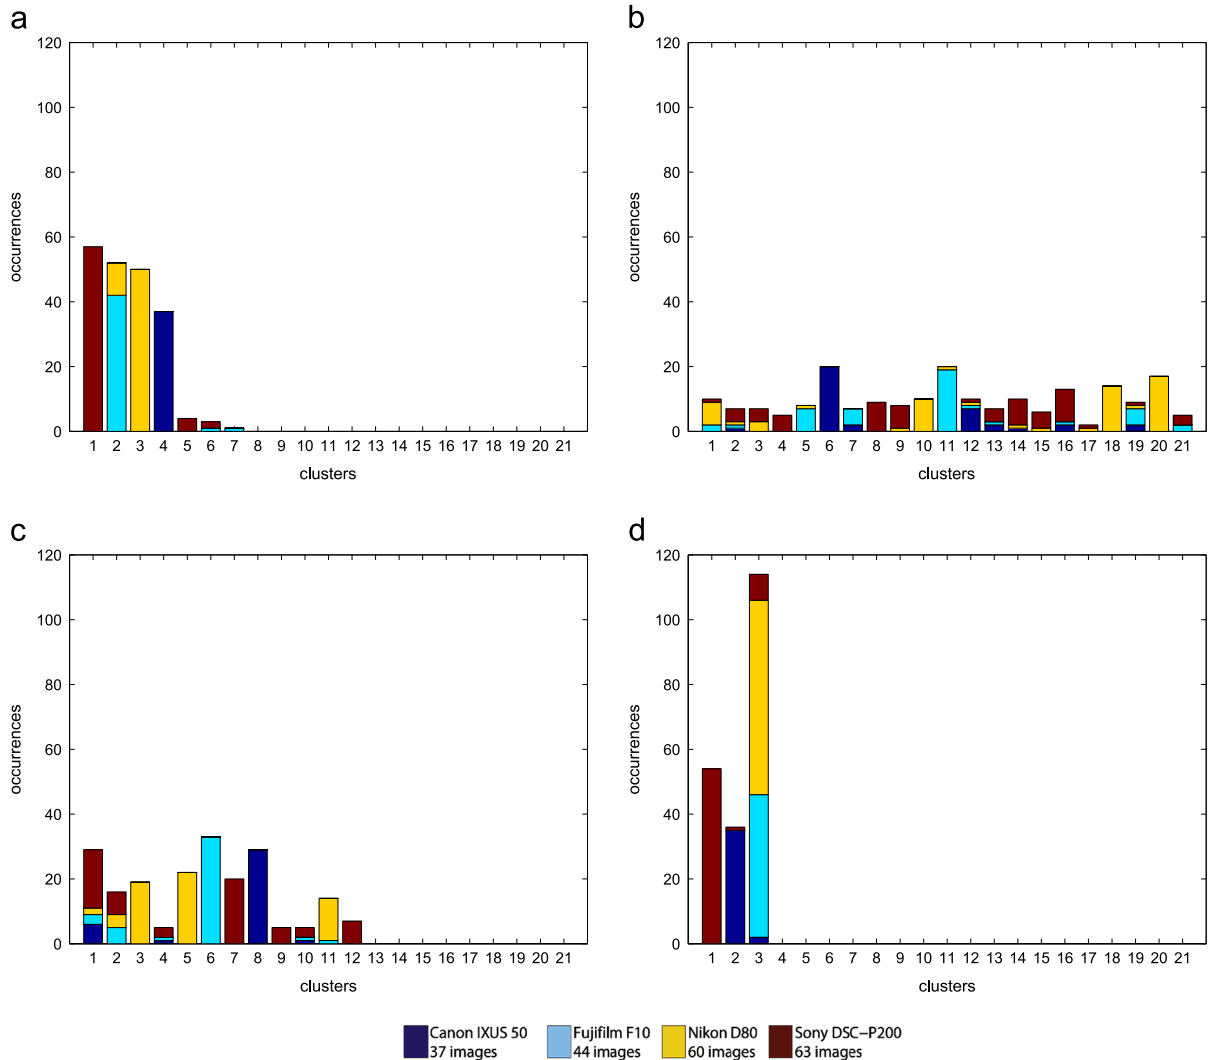 a
120
100
80
60
40
20
0
occurrences
1 2 3 4 5 6 7 8 9 10 11 12 13 14 15 16 17 18 19 20 21
clusters
b
120
100
80
60
40
20
0
occurrences
1 2 3 4 5 6 7 8 9 10 11 12 13 14 15 16 17 18 19 20 21
clusters
c
120
100
80
60
40
20
0
occurrences
1 2 3 4 5 6 7 8 9 10 11 12 13 14 15 16 17 18 19 20 21
clusters
d
120
100
80
60
40
20
0
occurrences
1 2 3 4 5 6 7 8 9 10 11 12 13 14 15 16 17 18 19 20 21
clusters
Canon IXUS 50 Fujifilm F10 Nikon D80 Sony DSC–P200
37 images 44 images 60 images 63 images